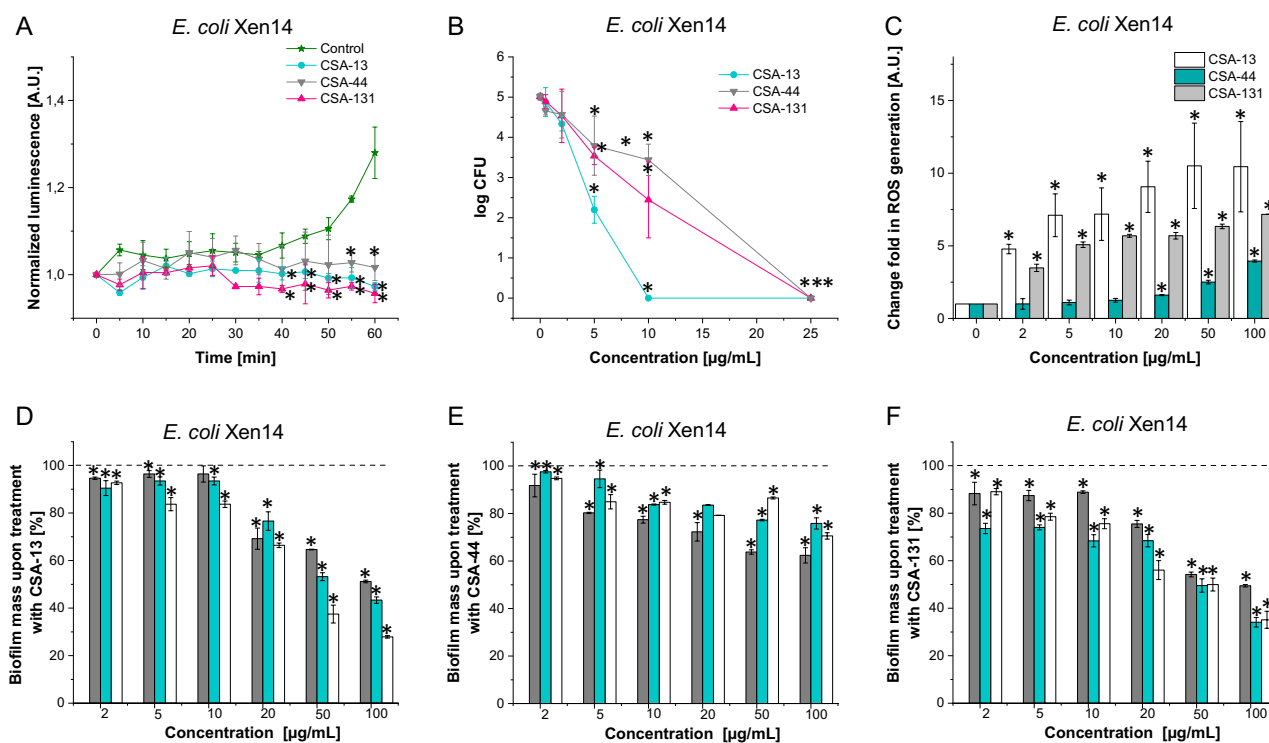 A
E. coli Xen14
Control
CSA-13
CSA-44
CSA-131
1,4
1,2
1,0
Normalized luminescence [A.U.]
* * * * * * * * * * * *
0 10 20 30 40 50 60
Time [min]
B
E. coli Xen14
CSA-13
CSA-44
CSA-131
6
5
4
3
2
1
0
log CFU
* * * * * * * ***
0 5 10 15 20 25
Concentration [µg/mL]
C
E. coli Xen14
CSA-13
CSA-44
CSA-131
15
10
5
0
Change fold in ROS generation [A.U.]
* * * * * * * * * * * * * * *
0 2 5 10 20 50 100
Concentration [µg/mL]
D
E. coli Xen14
100
80
60
40
20
0
Biofilm mass upon treatment
with CSA-13 [%]
* * * * * * * * * * * * * * * *
2 5 10 20 50 100
Concentration [µg/mL]
E
E. coli Xen14
100
80
60
40
20
0
Biofilm mass upon treatment
with CSA-44 [%]
* * * * * * * * * * * * * * *
2 5 10 20 50 100
Concentration [µg/mL]
F
E. coli Xen14
100
80
60
40
20
0
Biofilm mass upon treatment
with CSA-131 [%]
* * * * * * * * * * * * * * * * * *
2 5 10 20 50 100
Concentration [µg/mL]